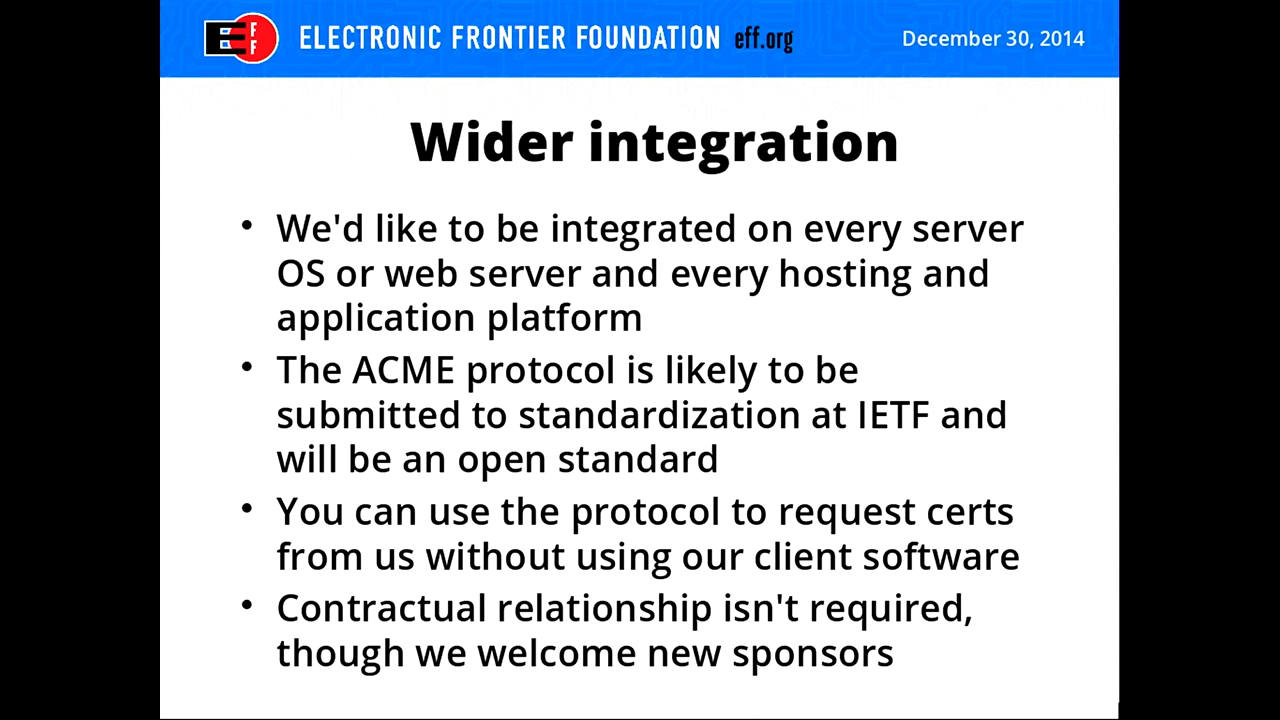 EFF ELECTRONIC FRONTIER FOUNDATION eff.org December 30, 2014
Wider integration
• We'd like to be integrated on every server
OS or web server and every hosting and
application platform
• The ACME protocol is likely to be
submitted to standardization at IETF and
will be an open standard
• You can use the protocol to request certs
from us without using our client software
• Contractual relationship isn't required,
though we welcome new sponsors